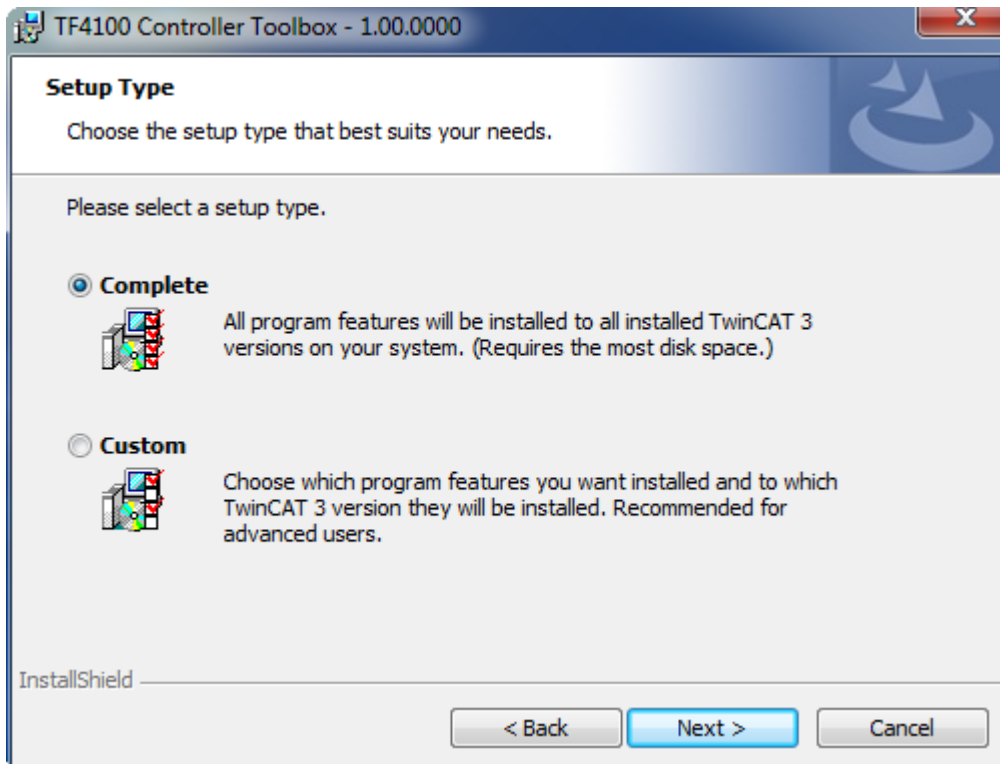 TF4100 Controller Toolbox - 1.00.0000
Setup Type
Choose the setup type that best suits your needs.
Please select a setup type.
Complete
All program features will be installed to all installed TwinCAT 3
versions on your system. (Requires the most disk space.)
Custom
Choose which program features you want installed and to which
TwinCAT 3 version they will be installed. Recommended for
advanced users.
InstallShield
< Back
Next >
Cancel